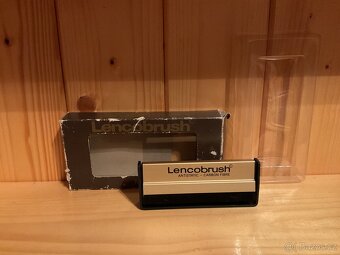 Lencobrush
Lencobrush®
ANTISTATIC - CARBON FIBRE